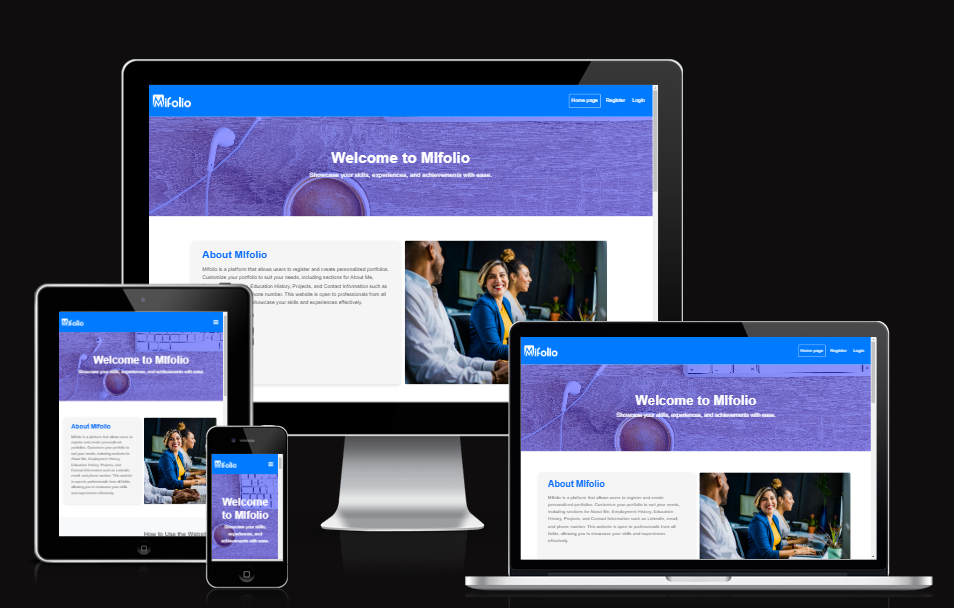 Mifolio
Home page Register Login
Welcome to MIfolio
Showcase your skills, experiences, and achievements with ease.
About MIfolio
Mifolio is a platform that allows users to register and create personalized portfolios.
Customize your portfolio to suit your needs, including sections for About Me,
Education History, Projects, and Contact Information such as
phone number. This website is open to professionals from all
showcase your skills and experiences effectively.
Mifolio
Welcome to MIfolio
Showcase your skills, experiences, and achievements with ease.
About MIfolio
Mifolio is a platform that allows users to
register and create personalized
portfolios. Customize your portfolio to
suit your needs, including sections for
About Me, Employment History,
Education History, Projects, and
Contact Information such as LinkedIn,
email, and phone number. This website
is open to professionals from all fields,
allowing you to showcase your skills
and experiences effectively.
How to Use the Websit
Mifolio
Welcome
to MIfolio
Showcase your skills,
experiences, and
achievements with ease.
Mifolio
Home page Register Login
Welcome to MIfolio
Showcase your skills, experiences, and achievements with ease.
About MIfolio
Mifolio is a platform that allows users to register and create
personalized portfolios. Customize your portfolio to suit your needs,
including sections for About Me, Employment History, Education
History, Projects, and Contact Information such as LinkedIn, email,
and phone number. This website is open to professionals from all
fields, allowing you to showcase your skills and experiences
effectively.